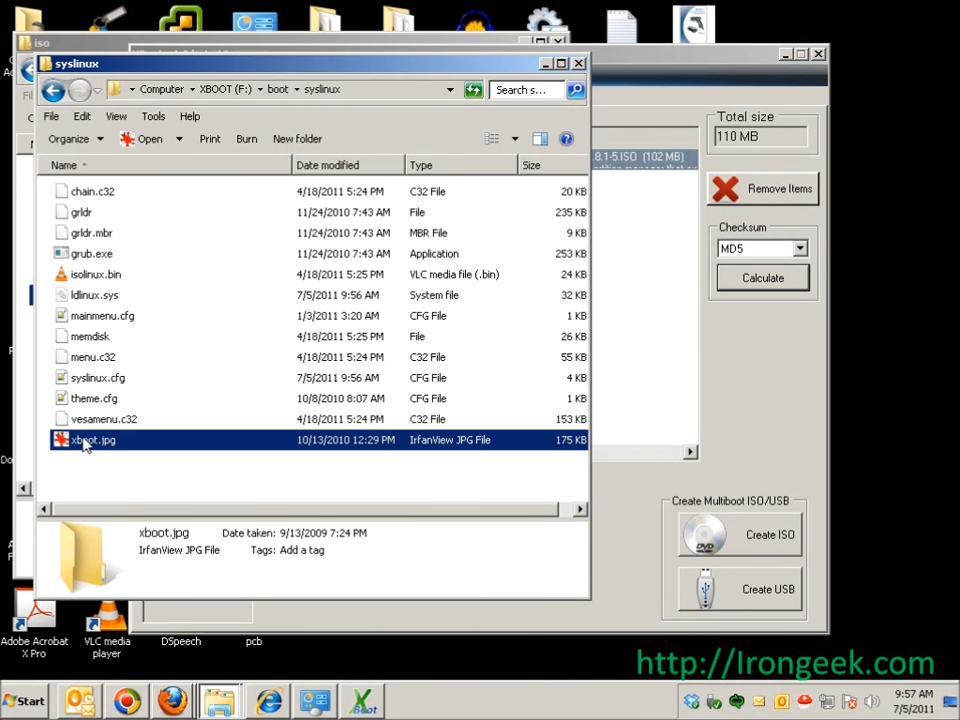 iso
syslinux
Computer
XBOOT (F:)
boot
syslinux
Search s...
File
Edit
View
Tools
Help
Organize
Open
Print
Burn
New folder
Name
Date modified
Type
Size
chain.c32 4/18/2011 5:24 PM C32 File 20 KB
grldr 11/24/2010 7:43 AM File 235 KB
grldr.mbr 11/24/2010 7:43 AM MBR File 9 KB
grub.exe 11/24/2010 7:43 AM Application 253 KB
isolinux.bin 4/18/2011 5:25 PM VLC media file (.bin) 24 KB
ldlinux.sys 7/5/2011 9:56 AM System file 32 KB
mainmenu.cfg 1/3/2011 3:20 AM CFG File 1 KB
memdisk 4/18/2011 5:25 PM File 26 KB
menu.c32 4/18/2011 5:24 PM C32 File 55 KB
syslinux.cfg 7/5/2011 9:56 AM CFG File 4 KB
theme.cfg 10/8/2010 8:07 AM CFG File 1 KB
vesamenu.c32 4/18/2011 5:24 PM C32 File 153 KB
xboot.jpg 10/13/2010 12:29 PM IrfanView JPG File 175 KB
xboot.jpg Date taken: 9/13/2009 7:24 PM
IrfanView JPG File Tags: Add a tag
.8.1-5.ISO (102 MB)
Total size
110 MB
Remove Items
Checksum
MD5
Calculate
Create Multiboot ISO/USB
DVD
Create ISO
Create USB
Adobe Acrobat
X Pro
VLC media
player
DSpeech
pcb
http://Irongeek.com
Start
X
Boot
9:57 AM
7/5/2011